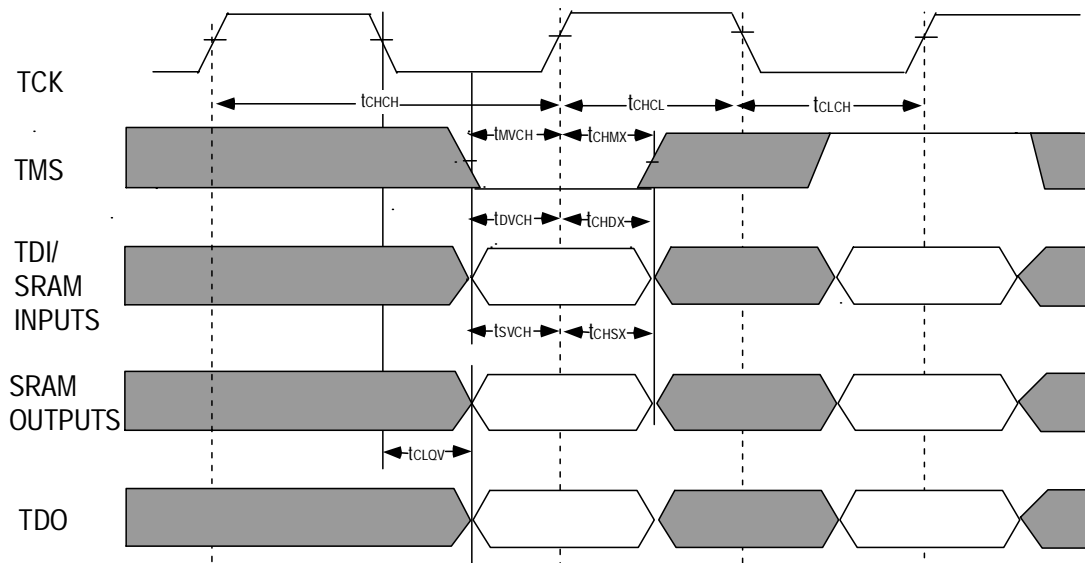 TCK
tCHCH
tCHCL
tCLCH
tMVCH
tCHMX
TMS
tDVCH
tCHDX
TDI/
SRAM
INPUTS
tSVCH
tCHSX
SRAM
OUTPUTS
tCLQV
TDO